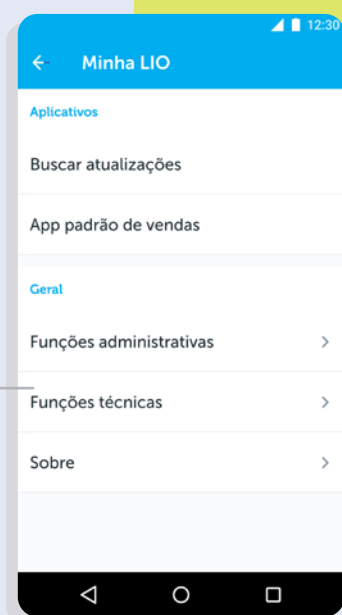 12:30
Minha LIO
Aplicativos
Buscar atualizações
App padrão de vendas
Geral
Funções administrativas
Funções técnicas
Sobre